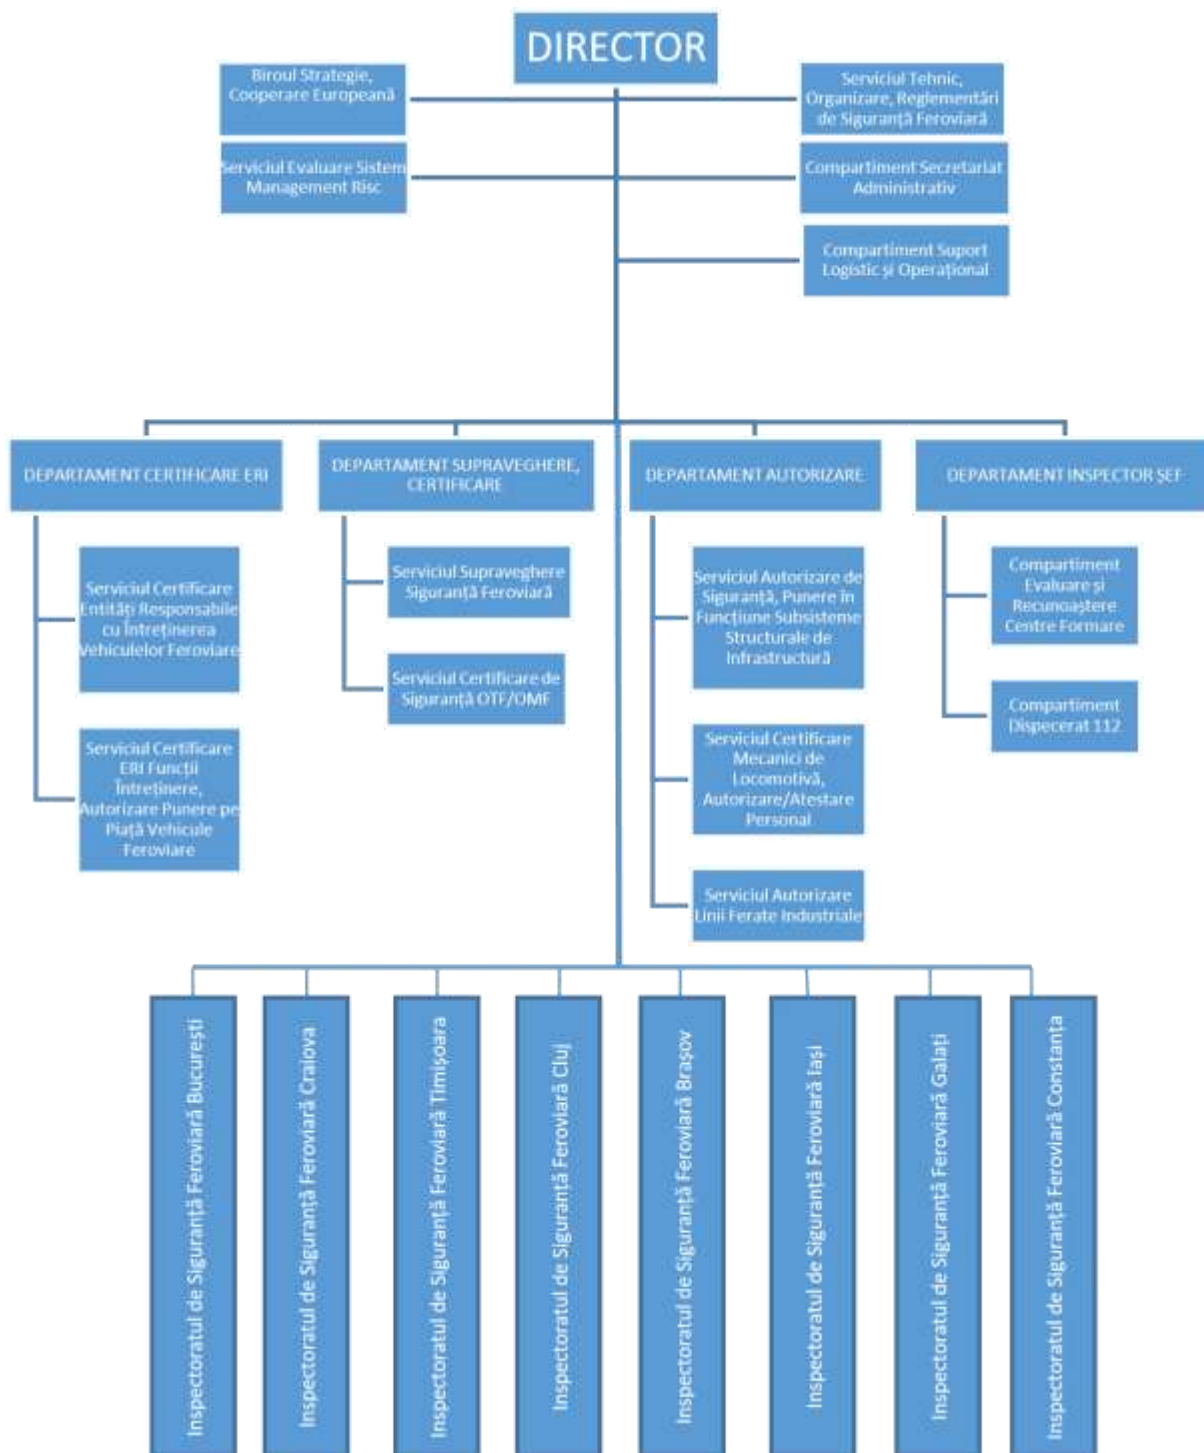 DIRECTOR
Biroul Strategie,
Cooperare Europeană
Serviciul Tehnic,
Organizare, Reglementări
de Siguranță Feroviară
Serviciul Evaluare Sistem
Management Risc
Compartiment Secretariat
Administrativ
Compartiment Suport
Logistic și Operațional
DEPARTAMENT CERTIFICARE ERI
DEPARTAMENT SUPRAVEGHERE,
CERTIFICARE
DEPARTAMENT AUTORIZARE
DEPARTAMENT INSPECTOR ȘEF
Serviciul Certificare
Entități Responsabile
cu Întreținerea
Vehiculelor Feroviare
Serviciul Certificare
ERI Funcții
Întreținere,
Autorizare Punere pe
Piață Vehicule
Feroviare
Serviciul Supraveghere
Siguranță Feroviară
Serviciul Certificare de
Siguranță OTF/OMF
Serviciul Autorizare de
Siguranță, Punere în
Funcțiune Subsisteme
Structurale de
Infrastructură
Serviciul Certificare
Mecanici de
Locomotivă,
Autorizare/Atestare
Personal
Serviciul Autorizare
Linii Ferate Industriale
Compartiment
Evaluare și
Recunoaștere
Centre Formare
Compartiment
Dispecerat 112
Inspectoratul de Siguranță Feroviară București
Inspectoratul de Siguranță Feroviară Craiova
Inspectoratul de Siguranță Feroviară Timișoara
Inspectoratul de Siguranță Feroviară Cluj
Inspectoratul de Siguranță Feroviară Brașov
Inspectoratul de Siguranță Feroviară Iași
Inspectoratul de Siguranță Feroviară Galați
Inspectoratul de Siguranță Feroviară Constanța